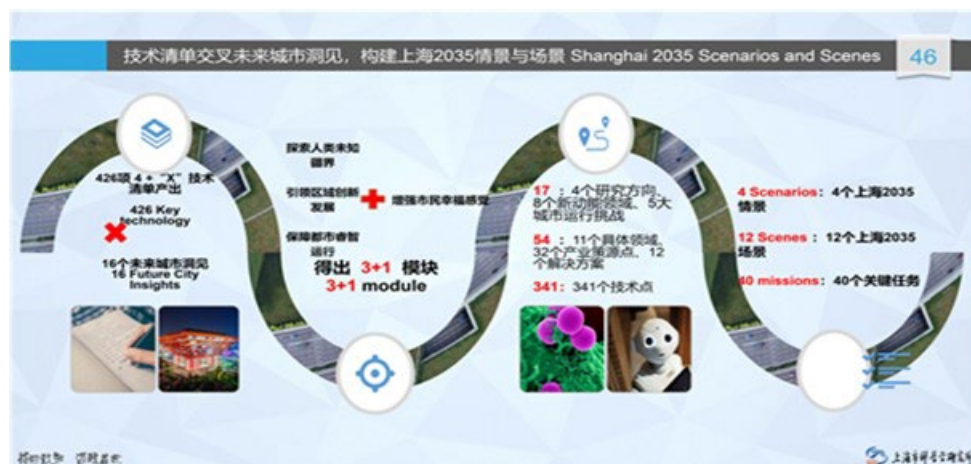 技术清单交叉未来城市洞见，构建上海2035情景与场景 Shanghai 2035 Scenarios and Scenes
46
426项 4 + “X”技术
清单产出
426 Key
technology
16个未来城市洞见
16 Future City
Insights
探索人类未知
疆界
引领区域创新
发展
增强市民幸福感觉
保障都市睿智
运行
得出 3+1 模块
3+1 module
17 ：4个研究方向、
8个新动能领域、5大
城市运行挑战
54 ：11个具体领域、
32个产业策源点、12
个解决方案
341：341个技术点
4 Scenarios：4个上海2035
情景
12 Scenes ：12个上海2035
场景
40 missions：40个关键任务